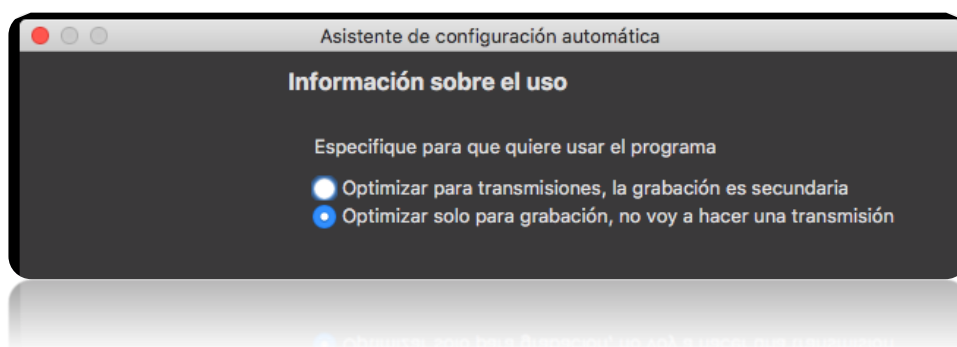 Asistente de configuración automática
Información sobre el uso
Especifique para que quiere usar el programa
Optimizar para transmisiones, la grabación es secundaria
Optimizar solo para grabación, no voy a hacer una transmisión